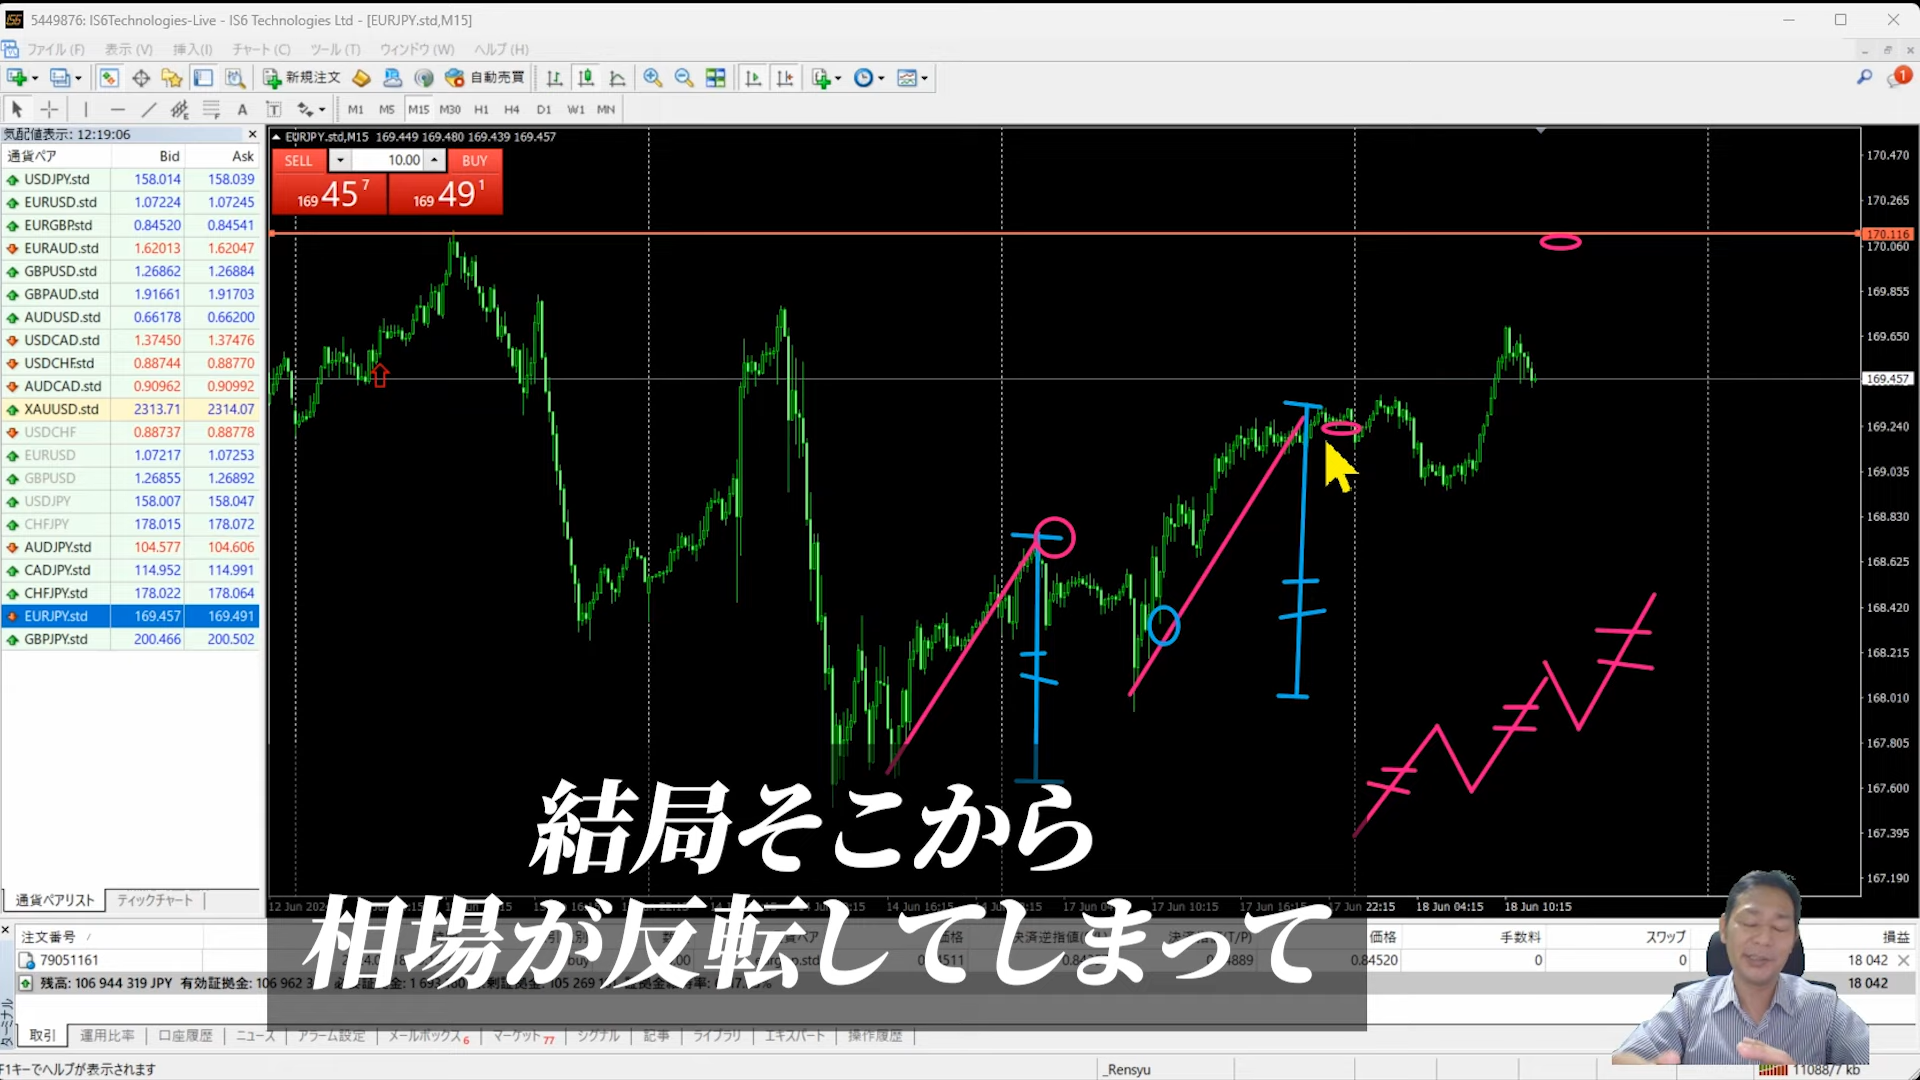 5449876: IS6Technologies-Live - IS6 Technologies Ltd - [EURJPY.std,M15]
ファイル (F) 表示 (V) 挿入(I) チャート (C) ツール (T) ウィンドウ (W) ヘルプ (H)
新規注文 自動売買 1
A T M1 M5 M15 M30 H1 H4 D1 W1 MN
気配値表示: 12:19:06
通貨ペア Bid Ask
USDJPY.std 158.014 158.039
EURUSD.std 1.07224 1.07245
EURGBP.std 0.84520 0.84541
EURAUD.std 1.62013 1.62047
GBPUSD.std 1.26862 1.26884
GBPAUD.std 1.91661 1.91703
AUDUSD.std 0.66178 0.66200
USDCAD.std 1.37450 1.37476
USDCHF.std 0.88744 0.88770
AUDCAD.std 0.90962 0.90992
XAUUSD.std 2313.71 2314.07
USDCHF 0.88737 0.88778
EURUSD 1.07217 1.07253
GBPUSD 1.26855 1.26892
USDJPY 158.007 158.047
CHFJPY 178.015 178.072
AUDJPY.std 104.577 104.606
CADJPY.std 114.952 114.991
CHFJPY.std 178.022 178.064
EURJPY.std 169.457 169.491
GBPJPY.std 200.466 200.502
通貨ペアリスト ティックチャート
EURJPY.std,M15 169.449 169.480 169.439 169.457
SELL 10.00 BUY
169 45 7 169 49 1
170.470
170.265
170.116
170.060
169.855
169.650
169.457
169.240
169.035
168.830
168.625
168.420
168.215
168.010
167.805
167.600
167.395
167.190
結局そこから
相場が反転してしまって
14 Jun 16:15 17 Jun 10:15 17 Jun 22:15 18 Jun 04:15 18 Jun 10:15
注文番号 価格 手数料 スワップ 損益
79051161 buy 0.84520 0 0 18 042
残高: 106 944 319 JPY 有効証拠金: 106 962 18 042
ターミナル
取引 運用比率 口座履歴 ニュース アラーム設定 メールボックス 6 マーケット 77 シグナル 記事 ライブラリ エキスパート 操作履歴
F1キーでヘルプが表示されます _Rensyu 11088/7 kb